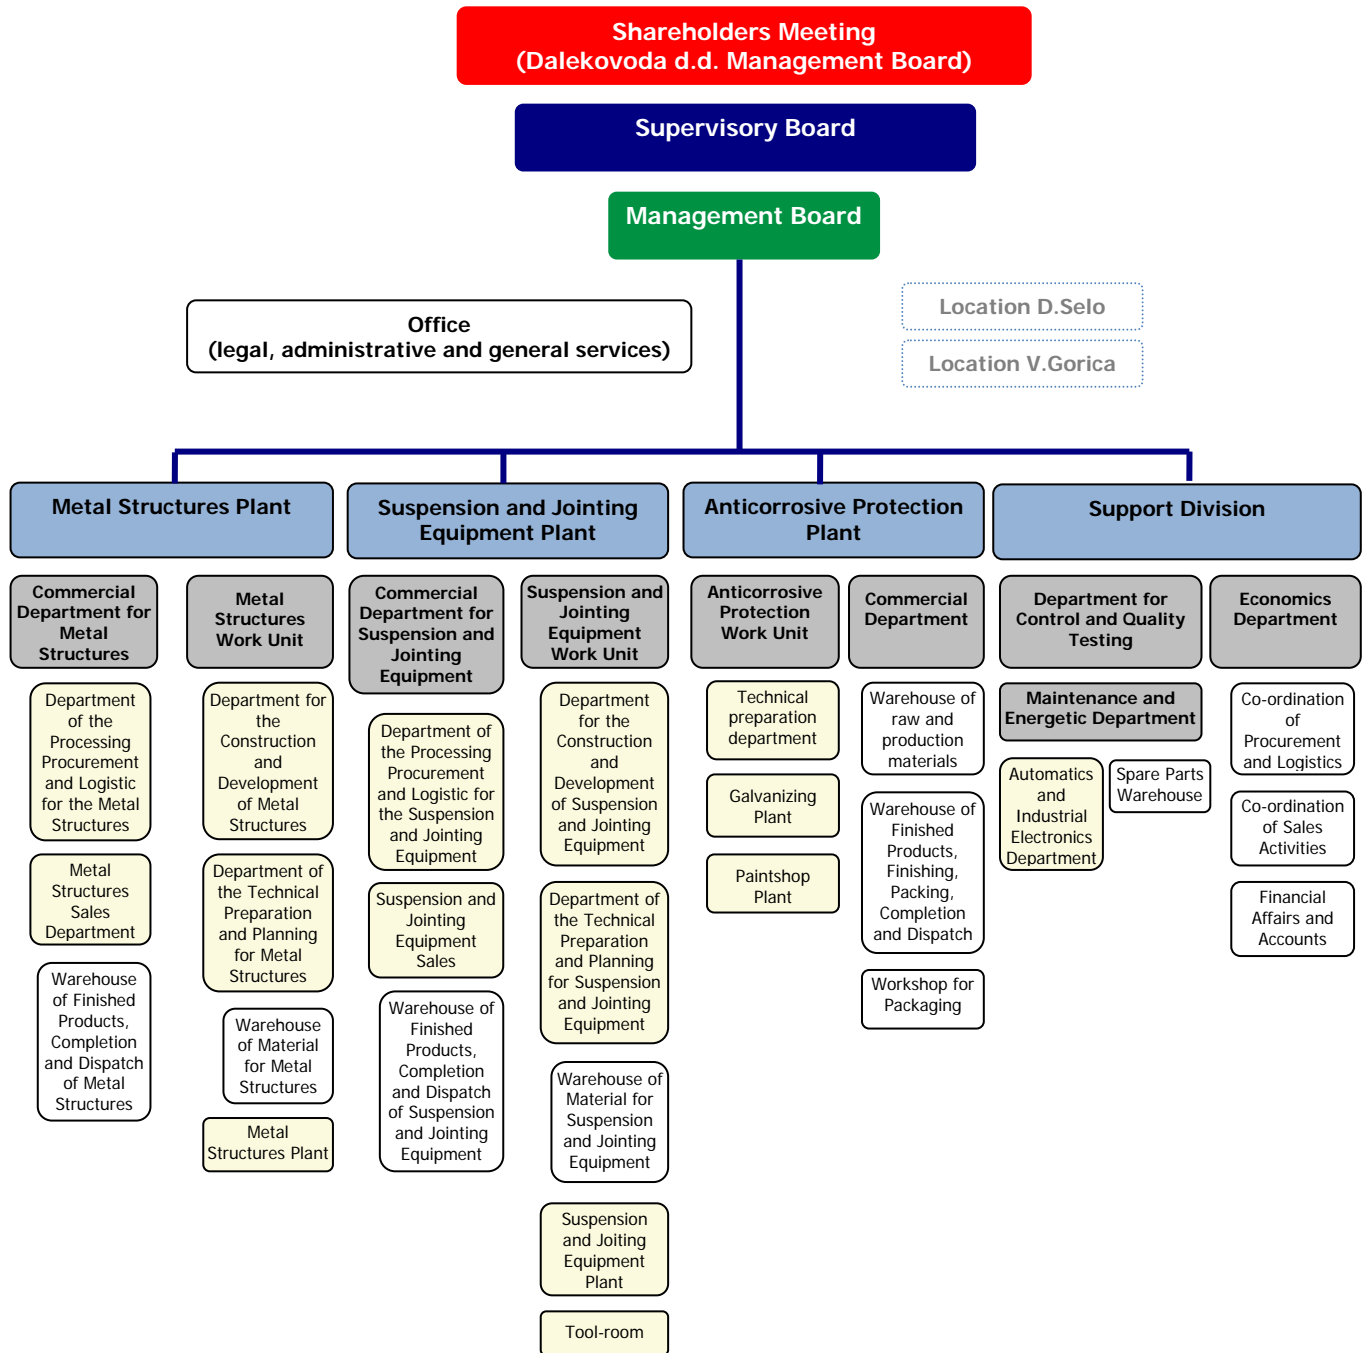 Shareholders Meeting
(Dalekovoda d.d. Management Board)
Supervisory Board
Management Board
Office
(legal, administrative and general services)
Location D.Selo
Location V.Gorica
Metal Structures Plant
Commercial
Department for
Metal
Structures
Department
of the
Processing
Procurement
and Logistic
for the Metal
Structures
Metal
Structures
Sales
Department
Warehouse
of Finished
Products,
Completion
and Dispatch
of Metal
Structures
Metal
Structures
Work Unit
Department for
the
Construction
and
Development
of Metal
Structures
Department of
the Technical
Preparation
and Planning
for Metal
Structures
Warehouse
of Material
for Metal
Structures
Metal
Structures Plant
Suspension and Jointing
Equipment Plant
Commercial
Department for
Suspension and
Jointing
Equipment
Department of
the Processing
Procurement
and Logistic for
the Suspension
and Jointing
Equipment
Suspension and
Jointing
Equipment
Sales
Warehouse of
Finished
Products,
Completion
and Dispatch
of Suspension
and Jointing
Equipment
Suspension and
Jointing
Equipment
Work Unit
Department
for the
Construction
and
Development
of Suspension
and Jointing
Equipment
Department of
the Technical
Preparation
and Planning
for Suspension
and Jointing
Equipment
Warehouse of
Material for
Suspension
and Jointing
Equipment
Suspension
and Joiting
Equipment
Plant
Tool-room
Anticorrosive Protection
Plant
Anticorrosive
Protection
Work Unit
Technical
preparation
department
Galvanizing
Plant
Paintshop
Plant
Commercial
Department
Warehouse of
raw and
production
materials
Warehouse of
Finished
Products,
Finishing,
Packing,
Completion
and Dispatch
Workshop for
Packaging
Support Division
Department for
Control and Quality
Testing
Maintenance and
Energetic Department
Automatics
and
Industrial
Electronics
Department
Spare Parts
Warehouse
Economics
Department
Co-ordination
of
Procurement
and Logistics
Co-ordination
of Sales
Activities
Financial
Affairs and
Accounts